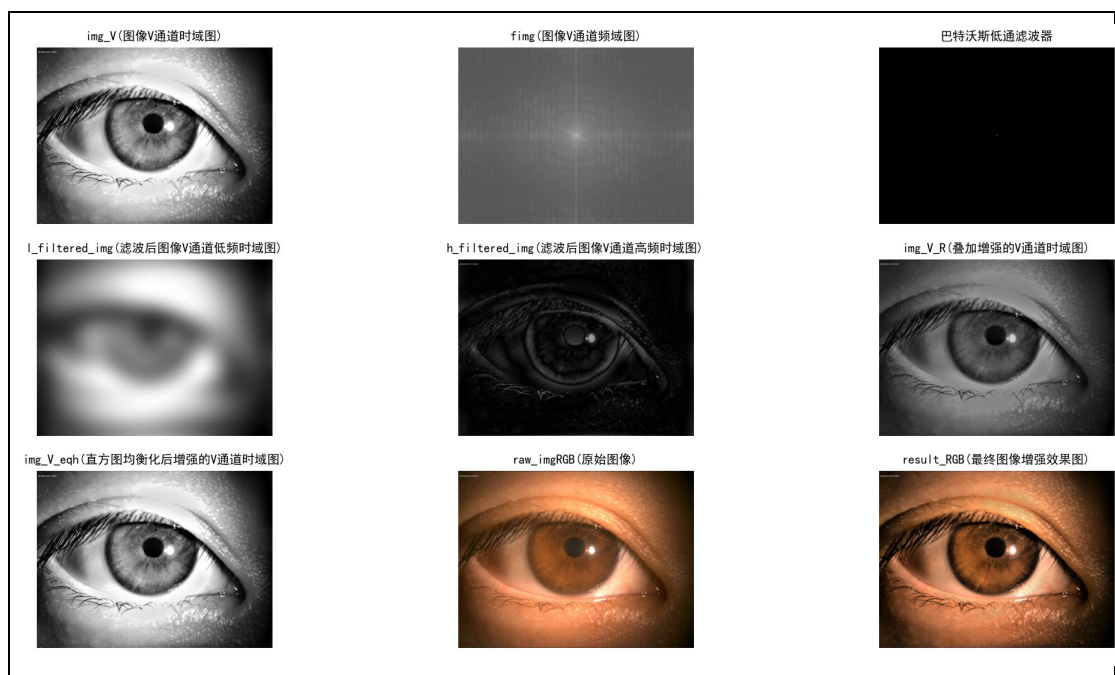 img_V(图像V通道时域图)
fimg(图像V通道频域图)
巴特沃斯低通滤波器
l_filtered_img(滤波后图像V通道低频时域图)
h_filtered_img(滤波后图像V通道高频时域图)
img_V_R(叠加增强的V通道时域图)
img_V_eqh(直方图均衡化后增强的V通道时域图)
raw_imgRGB(原始图像)
result_RGB(最终图像增强效果图)